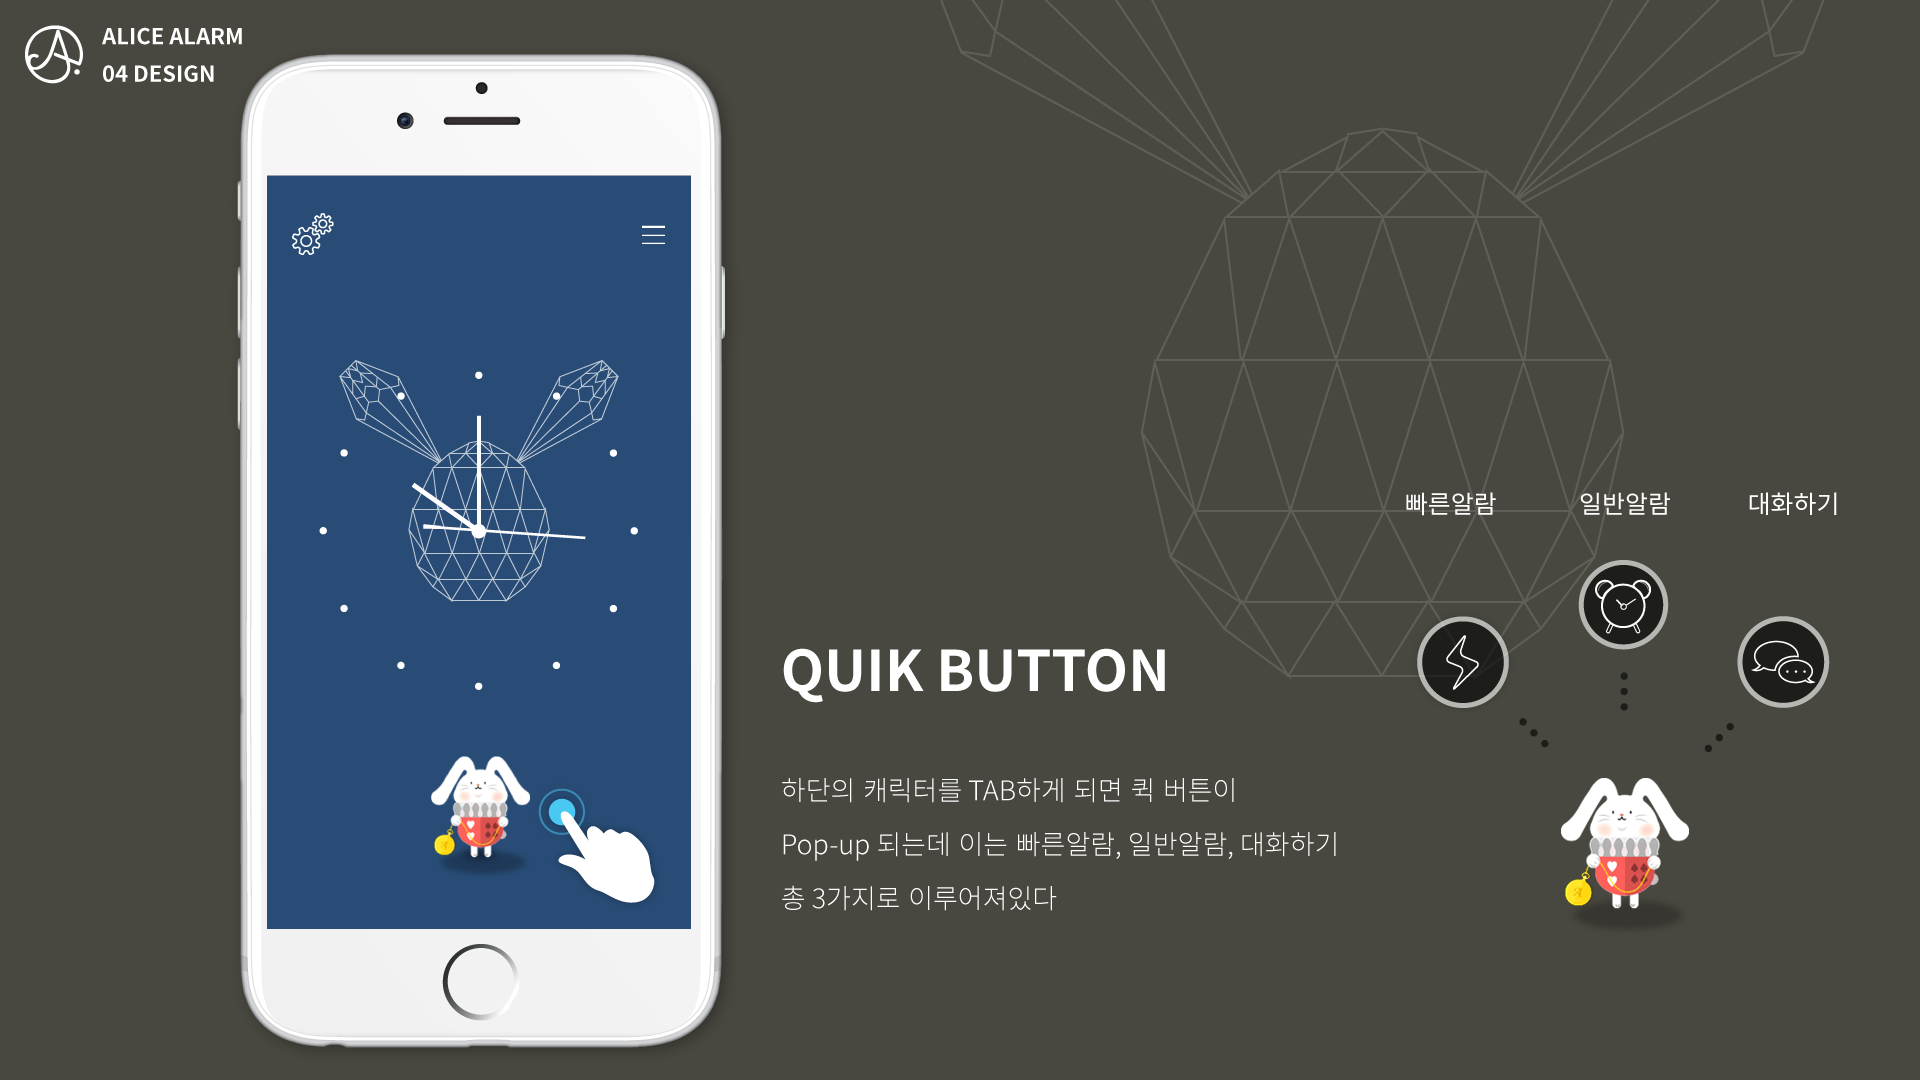 ALICE ALARM
04 DESIGN
빠른알람
일반알람
대화하기
QUIK BUTTON
하단의 캐릭터를 TAB하게 되면 퀵 버튼이
Pop-up 되는데 이는 빠른알람, 일반알람, 대화하기
총 3가지로 이루어져있다